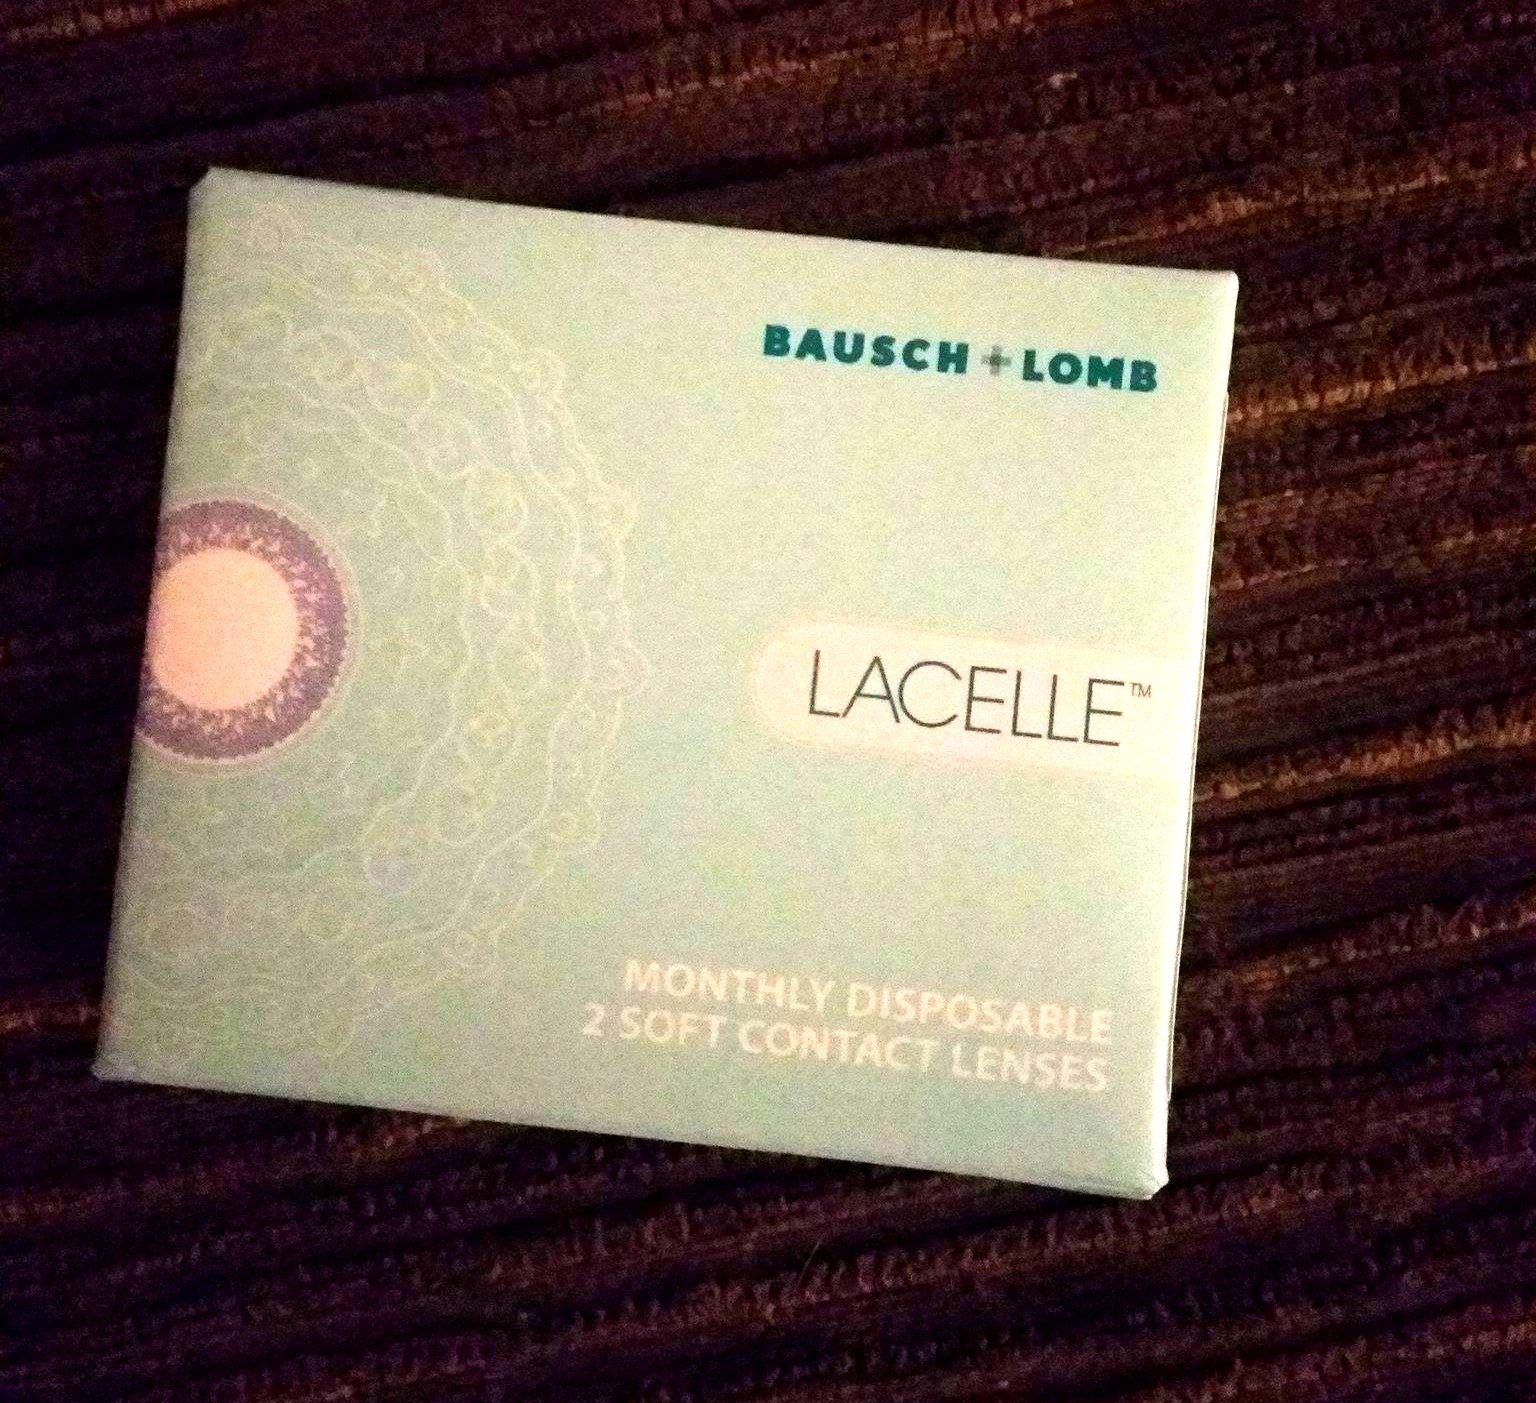 BAUSCH + LOMB
LACELLE™
MONTHLY DISPOSABLE
2 SOFT CONTACT LENSES